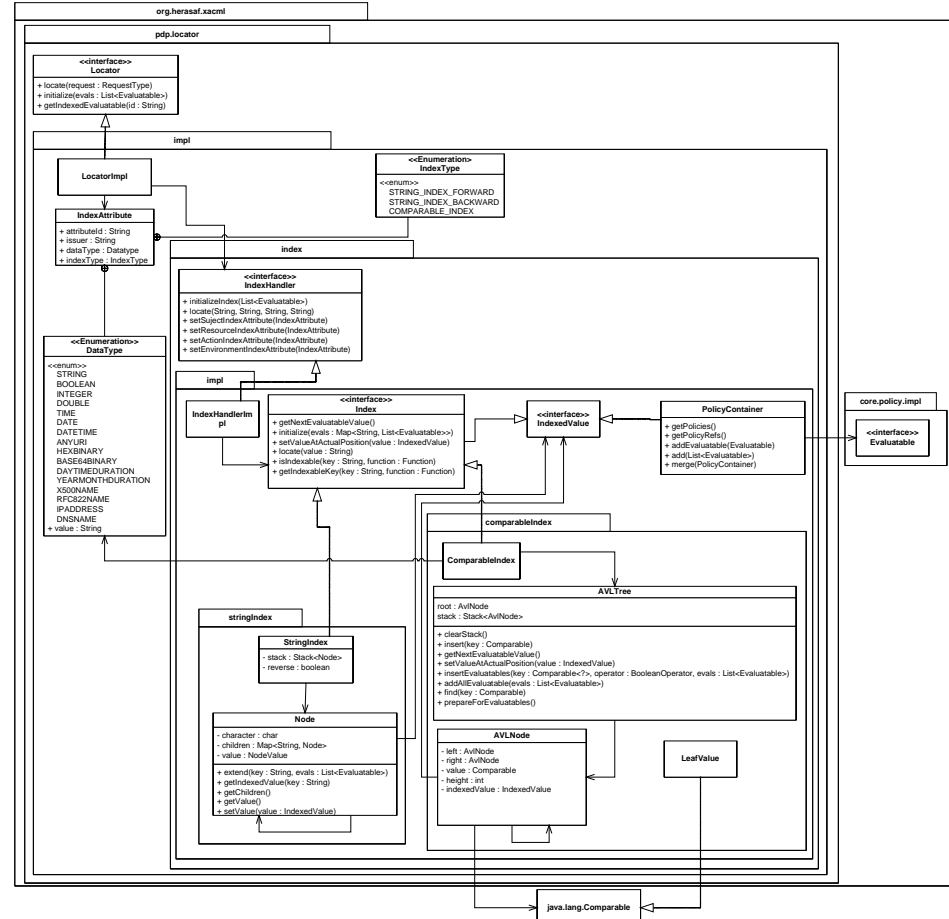 org.herasaf.xacml
pdp.locator
<<interface>>
Locator
+ locate(request : RequestType)
+ initialize(evals : List<Evaluatable>)
+ getIndexedEvaluatable(id : String)
impl
LocatorImpl
<<Enumeration>
IndexType
<<enum>>
STRING_INDEX_FORWARD
STRING_INDEX_BACKWARD
COMPARABLE_INDEX
IndexAttribute
+ attributeId : String
+ issuer : String
+ dataType : Datatype
+ indexType : IndexType
index
<<interface>>
IndexHandler
+ initializeIndex(List<Evaluatable>)
+ locate(String, String, String, String)
+ setSujectIndexAttribute(IndexAttribute)
+ setResourceIndexAttribute(IndexAttribute)
+ setActionIndexAttribute(IndexAttribute)
+ setEnvironmentIndexAttribute(IndexAttribute)
<<Enumeration>>
DataType
<<enum>>
STRING
BOOLEAN
INTEGER
DOUBLE
TIME
DATE
DATETIME
ANYURI
HEXBINARY
BASE64BINARY
DAYTIMEDURATION
YEARMONTHDURATION
X500NAME
RFC822NAME
IPADDRESS
DNSNAME
+ value : String
impl
IndexHandlerIm
pl
<<interface>>
Index
+ getNextEvaluatableValue()
+ initialize(evals : Map<String, List<Evaluatable>>)
+ setValueAtActualPosition(value : IndexedValue)
+ locate(value : String)
+ isIndexable(key : String, function : Function)
+ getIndexableKey(key : String, function : Function)
<<interface>>
IndexedValue
PolicyContainer
+ getPolicies()
+ getPolicyRefs()
+ addEvaluatable(Evaluatable)
+ add(List<Evaluatable>)
+ merge(PolicyContainer)
core.policy.impl
<<interface>>
Evaluatable
comparableIndex
ComparableIndex
AVLTree
root : AvlNode
stack : Stack<AvlNode>
+ clearStack()
+ insert(key : Comparable)
+ getNextEvaluatableValue()
+ setValueAtActualPosition(value : IndexedValue)
+ insertEvaluatables(key : Comparable<?>, operator : BooleanOperator, evals : List<Evaluatable>)
+ addAllEvaluatable(evals : List<Evaluatable>)
+ find(key : Comparable)
+ prepareForEvaluatables()
stringIndex
StringIndex
- stack : Stack<Node>
- reverse : boolean
Node
- character : char
- children : Map<String, Node>
- value : NodeValue
+ extend(key : String, evals : List<Evaluatable>)
+ getIndexedValue(key : String)
+ getChildren()
+ getValue()
+ setValue(value : IndexedValue)
AVLNode
- left : AvlNode
- right : AvlNode
- value : Comparable
- height : int
- indexedValue : IndexedValue
LeafValue
java.lang.Comparable